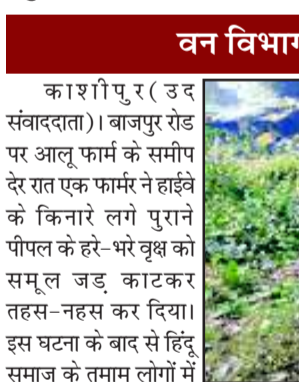 वन विभाग
काशीपुर(उद
संवाददाता)। बाजपुर रोड
पर आलू फार्म के समीप
देर रात एक फार्मर ने हाईवे
के किनारे लगे पुराने
पीपल के हरे-भरे वृक्ष को
समूल जड़ काटकर
तहस-नहस कर दिया।
इस घटना के बाद से हिंदू
समाज के तमाम लोगों में